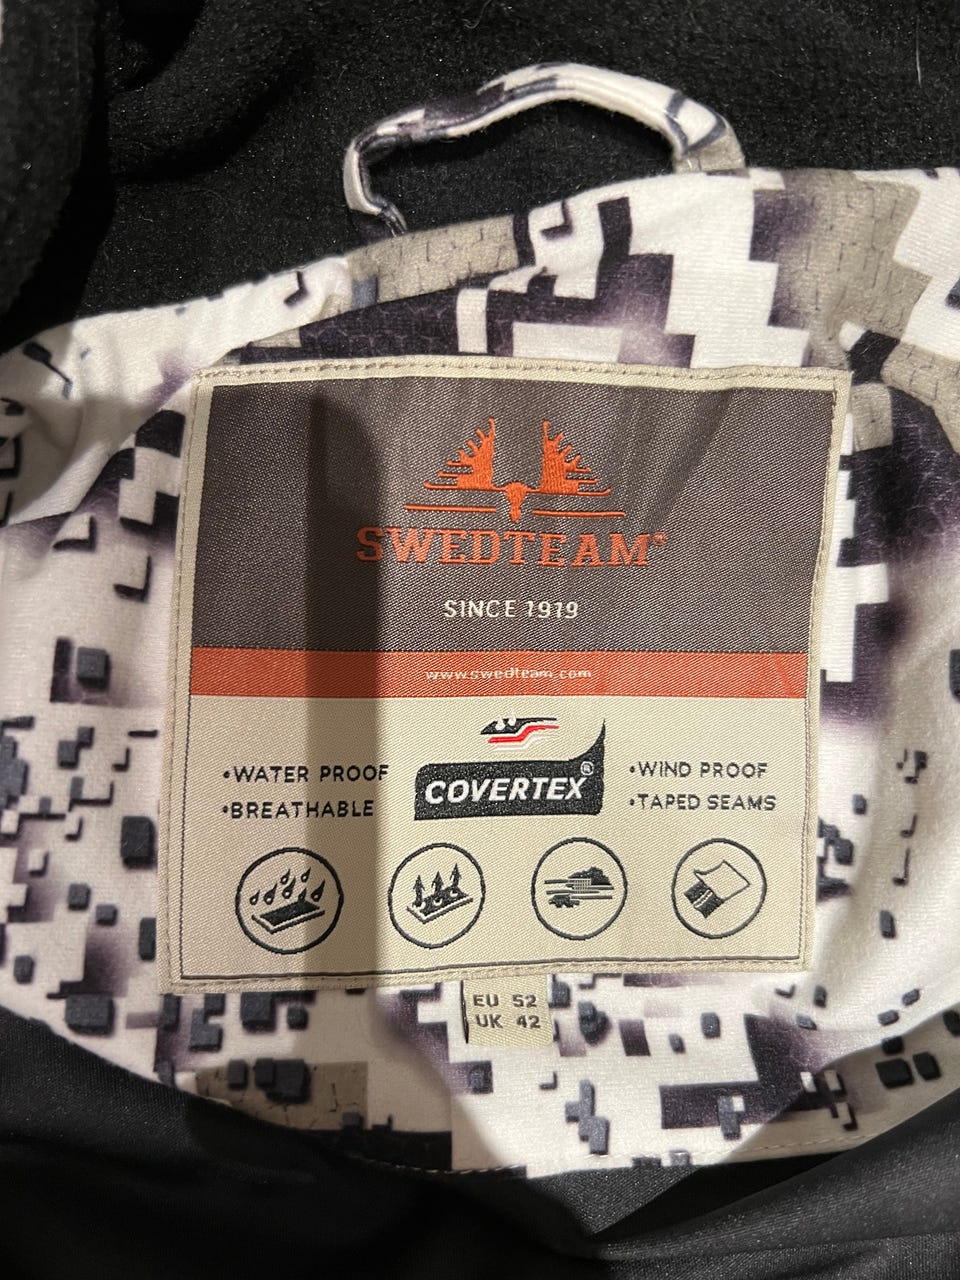 SWEDTEAM®
SINCE 1919
www.swedteam.com
•WATER PROOF
•BREATHABLE
COVERTEX®
•WIND PROOF
•TAPED SEAMS
EU 52
UK 42